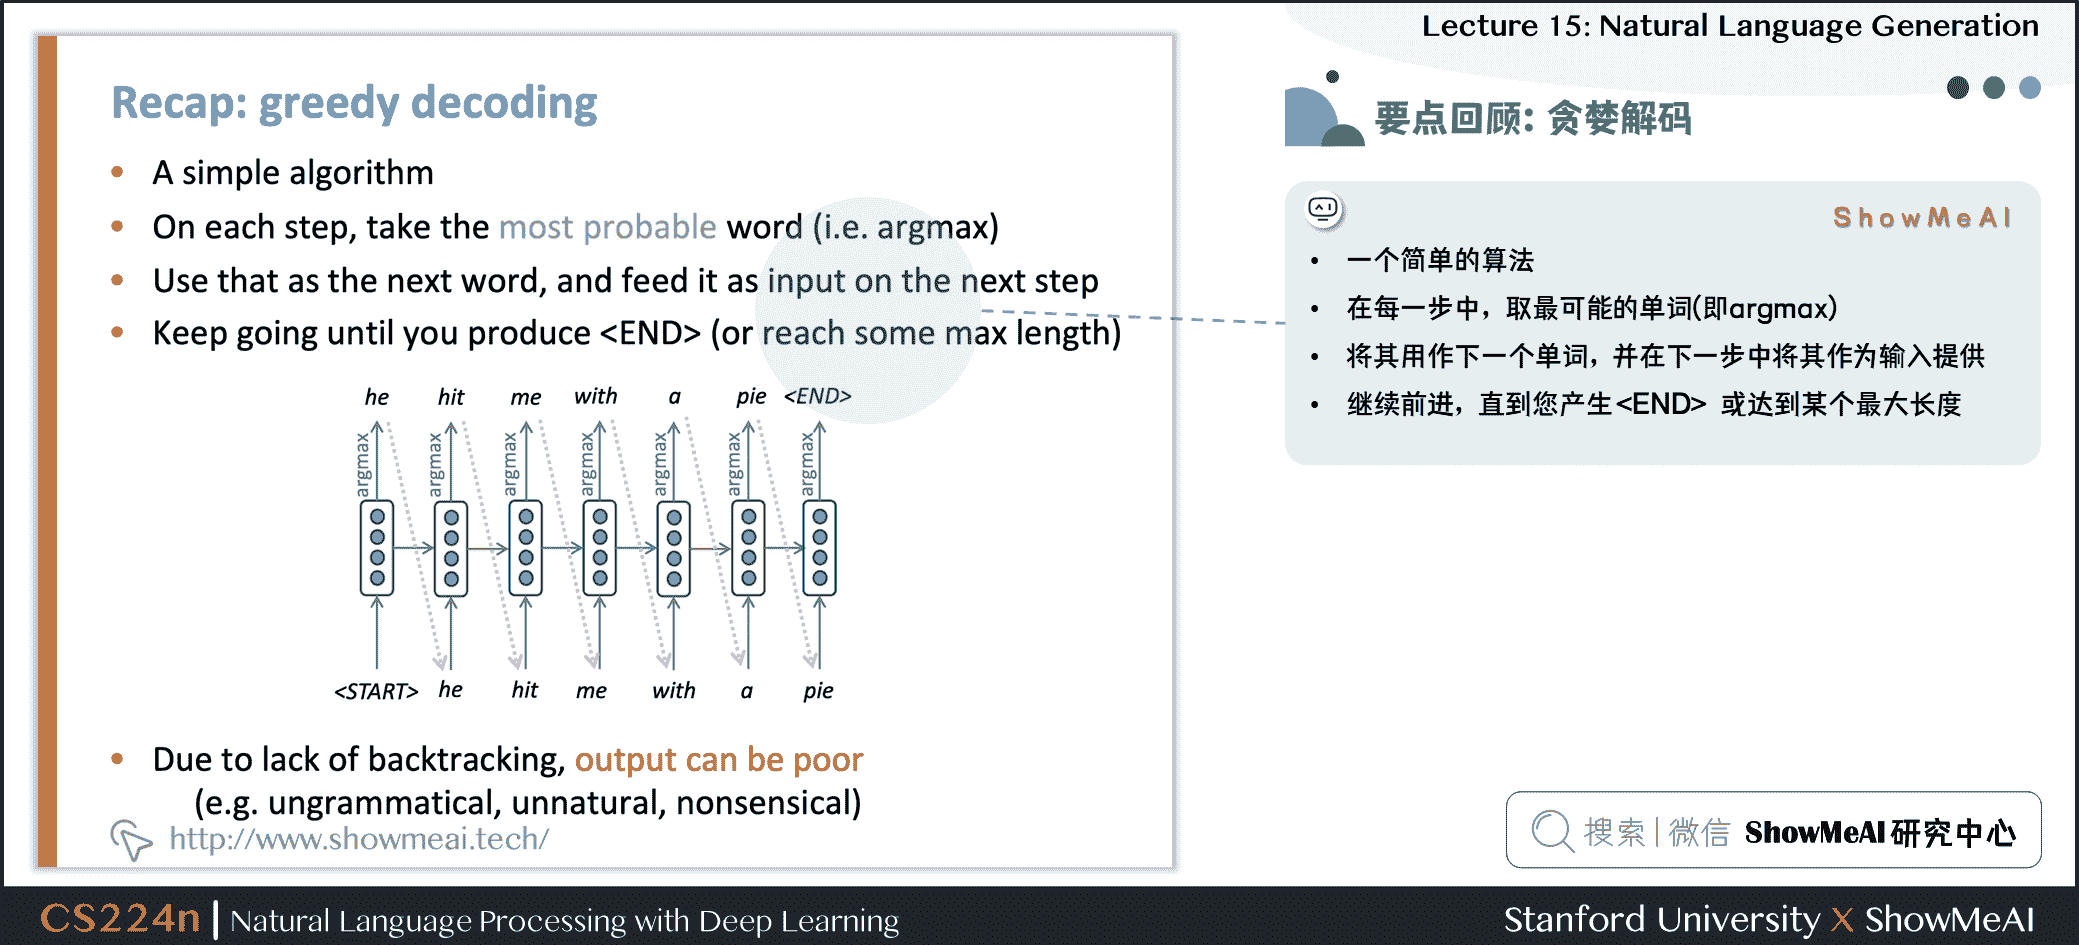 Lecture 15: Natural Language Generation
Recap: greedy decoding
• A simple algorithm
• On each step, take the most probable word (i.e. argmax)
• Use that as the next word, and feed it as input on the next step
• Keep going until you produce <END> (or reach some max length)
he hit me with a pie <END>
argmax argmax argmax argmax argmax argmax argmax
<START> he hit me with a pie
• Due to lack of backtracking, output can be poor
(e.g. ungrammatical, unnatural, nonsensical)
http://www.showmeai.tech/
要点回顾: 贪婪解码
ShowMeAI
• 一个简单的算法
• 在每一步中，取最可能的单词(即argmax)
• 将其用作下一个单词，并在下一步中将其作为输入提供
• 继续前进，直到您产生<END> 或达到某个最大长度
搜索 | 微信 ShowMeAI 研究中心
CS224n | Natural Language Processing with Deep Learning
Stanford University X ShowMeAI